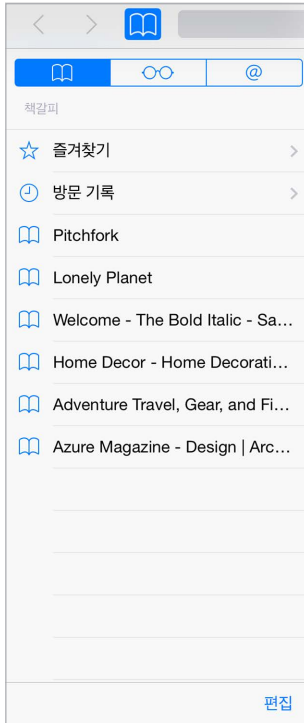 @
책갈피
즐겨찾기
방문 기록
Pitchfork
Lonely Planet
Welcome - The Bold Italic - Sa...
Home Decor - Home Decorati...
Adventure Travel, Gear, and Fi...
Azure Magazine - Design | Arc...
편집